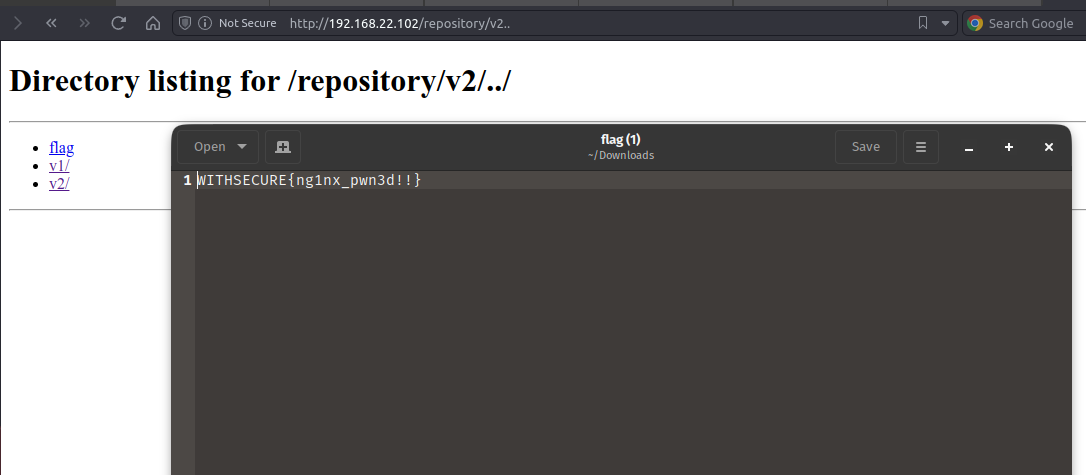 Not Secure http://192.168.22.102/repository/v2.. Search Google
Directory listing for /repository/v2/../
flag
v1/
v2/
Open flag (1) Save
~/Downloads
1 WITHSECURE{ng1nx_pwn3d!!}